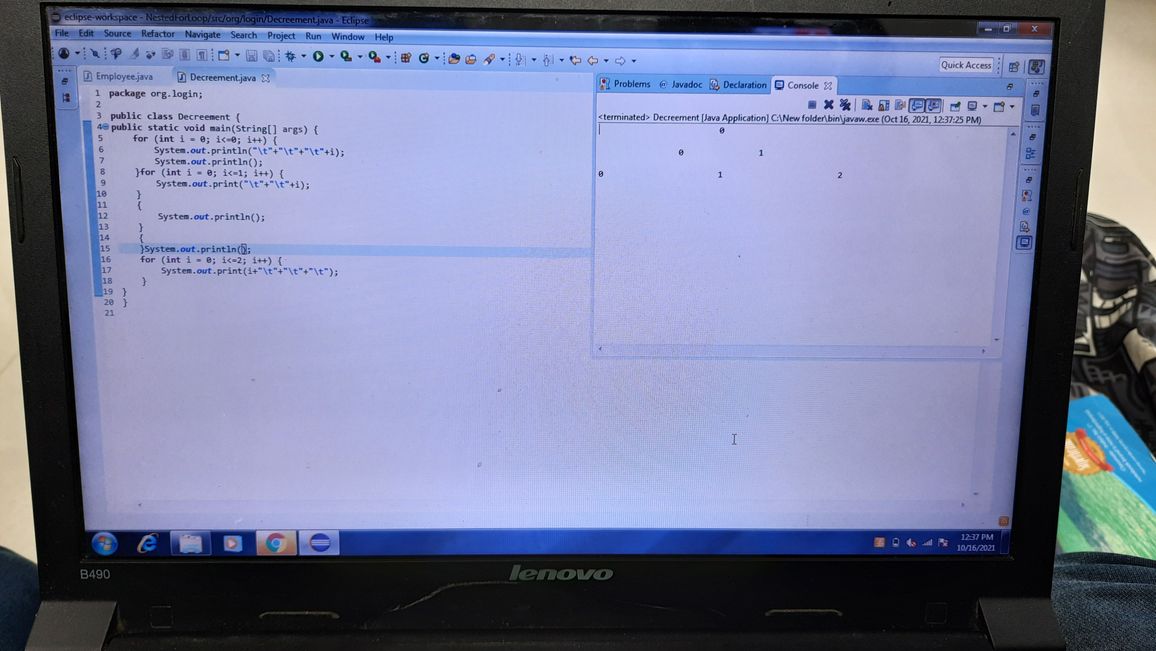 eclipse-workspace - NestedForLoop/src/org/login/Decreement.java - Eclipse
File Edit Source Refactor Navigate Search Project Run Window Help
Quick Access
Employee.java Decreement.java
1 package org.login;
2
3 public class Decreement {
4 public static void main(String[] args) {
5 for (int i = 0; i<=0; i++) {
6 System.out.println("\t"+"\t"+"\t"+i);
7 System.out.println();
8 }for (int i = 0; i<=1; i++) {
9 System.out.print("\t"+"\t"+i);
10 }
11 {
12 System.out.println();
13 }
14 {
15 }System.out.println();
16 for (int i = 0; i<=2; i++) {
17 System.out.print(i+"\t"+"\t"+"\t");
18 }
19 }
20 }
21
Problems Javadoc Declaration Console
<terminated> Decreement [Java Application] C:\New folder\bin\javaw.exe (Oct 16, 2021, 12:37:25 PM)
0
0 1
0 1 2
12:37 PM
10/16/2021
B490
lenovo